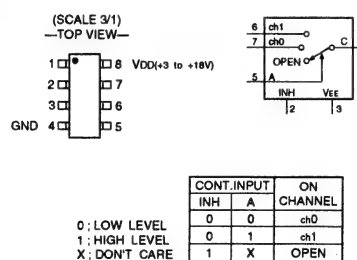 (SCALE 3/1)
TOP VIEW
1 8 VDD(+3 to +18V)
2 7
3 6
GND 4 5
6 ch1
7 ch0
C
OPEN
5 A
INH VEE
2 3
CONT.INPUT ON CHANNEL
INH A
0 0 ch0
0 1 ch1
1 X OPEN
0 ; LOW LEVEL
1 ; HIGH LEVEL
X ; DON'T CARE